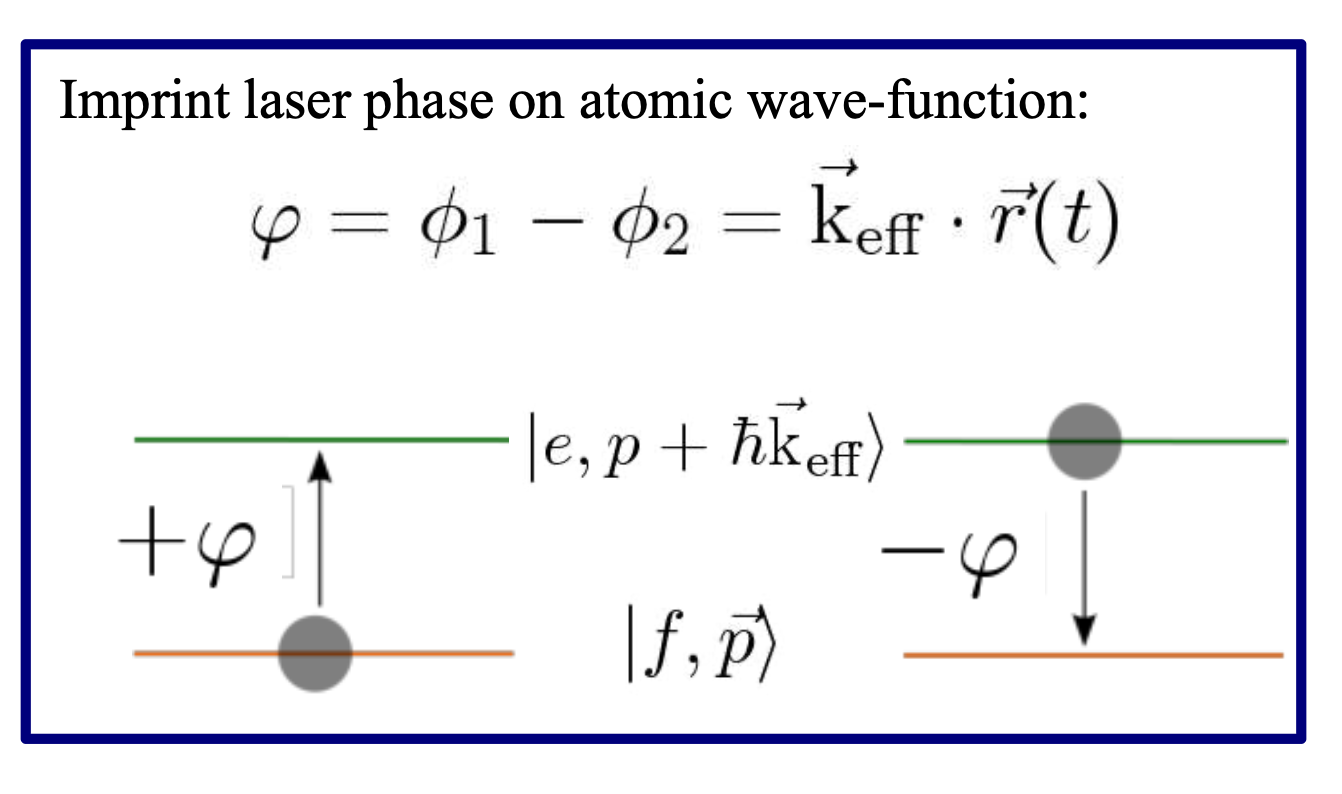 Imprint laser phase on atomic wave-function:
φ = ϕ₁ − ϕ₂ = k⃗_eff · r⃗(t)
|e, p + ħk⃗_eff⟩
+φ ]
−φ
|f, p⃗⟩